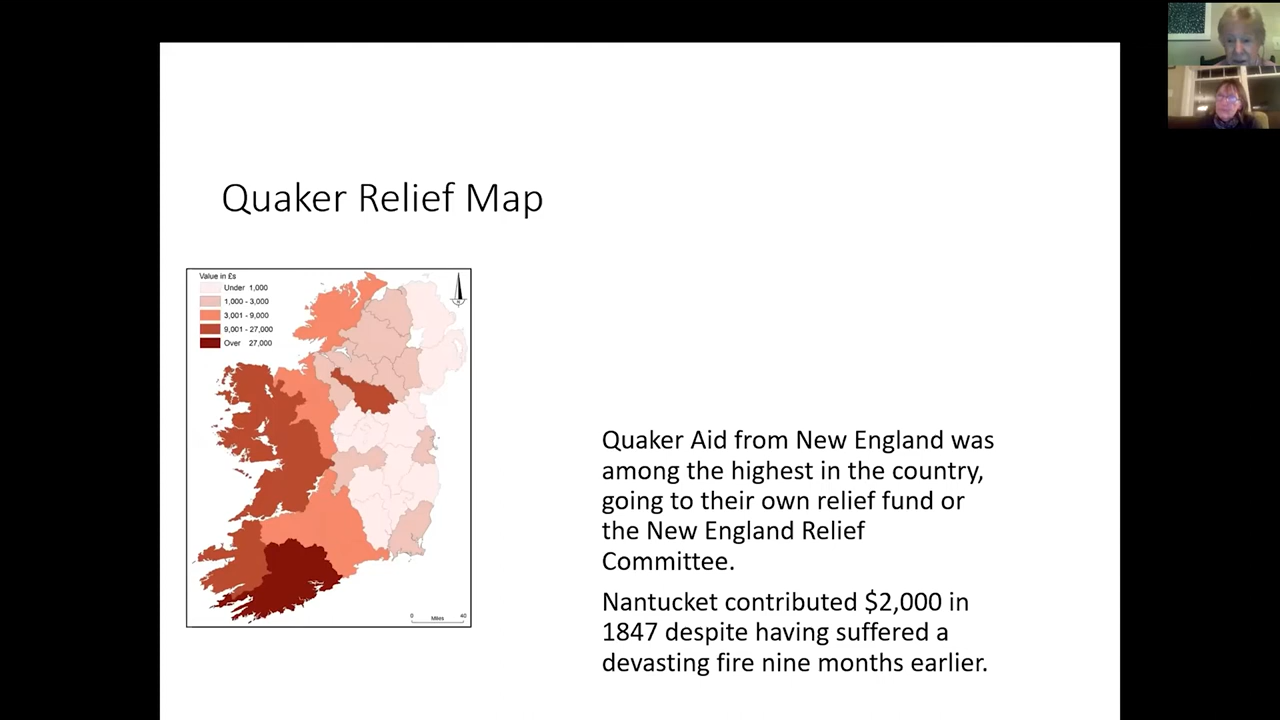 Quaker Relief Map
Value in £s
Under 1,000
1,000 - 3,000
3,001 - 9,000
9,001 - 27,000
Over 27,000
0 40
Miles
Quaker Aid from New England was
among the highest in the country,
going to their own relief fund or
the New England Relief
Committee.
Nantucket contributed $2,000 in
1847 despite having suffered a
devasting fire nine months earlier.